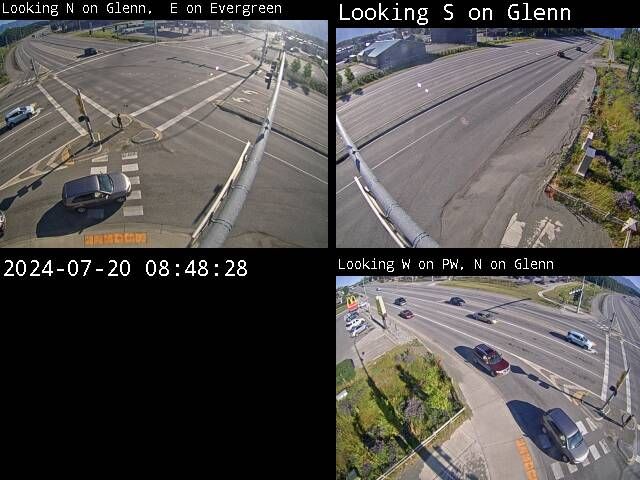 Looking N on Glenn, E on Evergreen
Looking S on Glenn
2024-07-20 08:48:28
Looking W on PW, N on Glenn